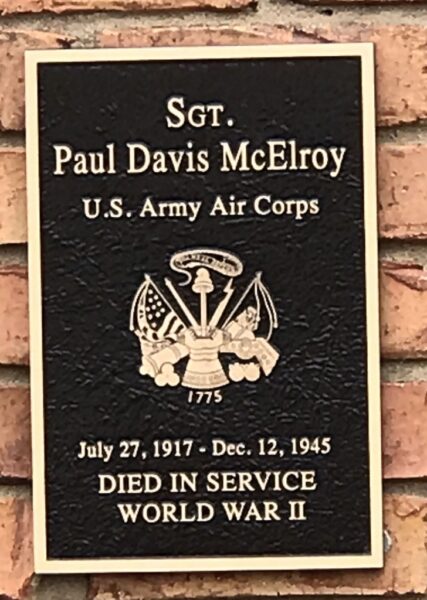 SGT.
Paul Davis McElroy
U.S. Army Air Corps
1775
July 27, 1917 - Dec. 12, 1945
DIED IN SERVICE
WORLD WAR II